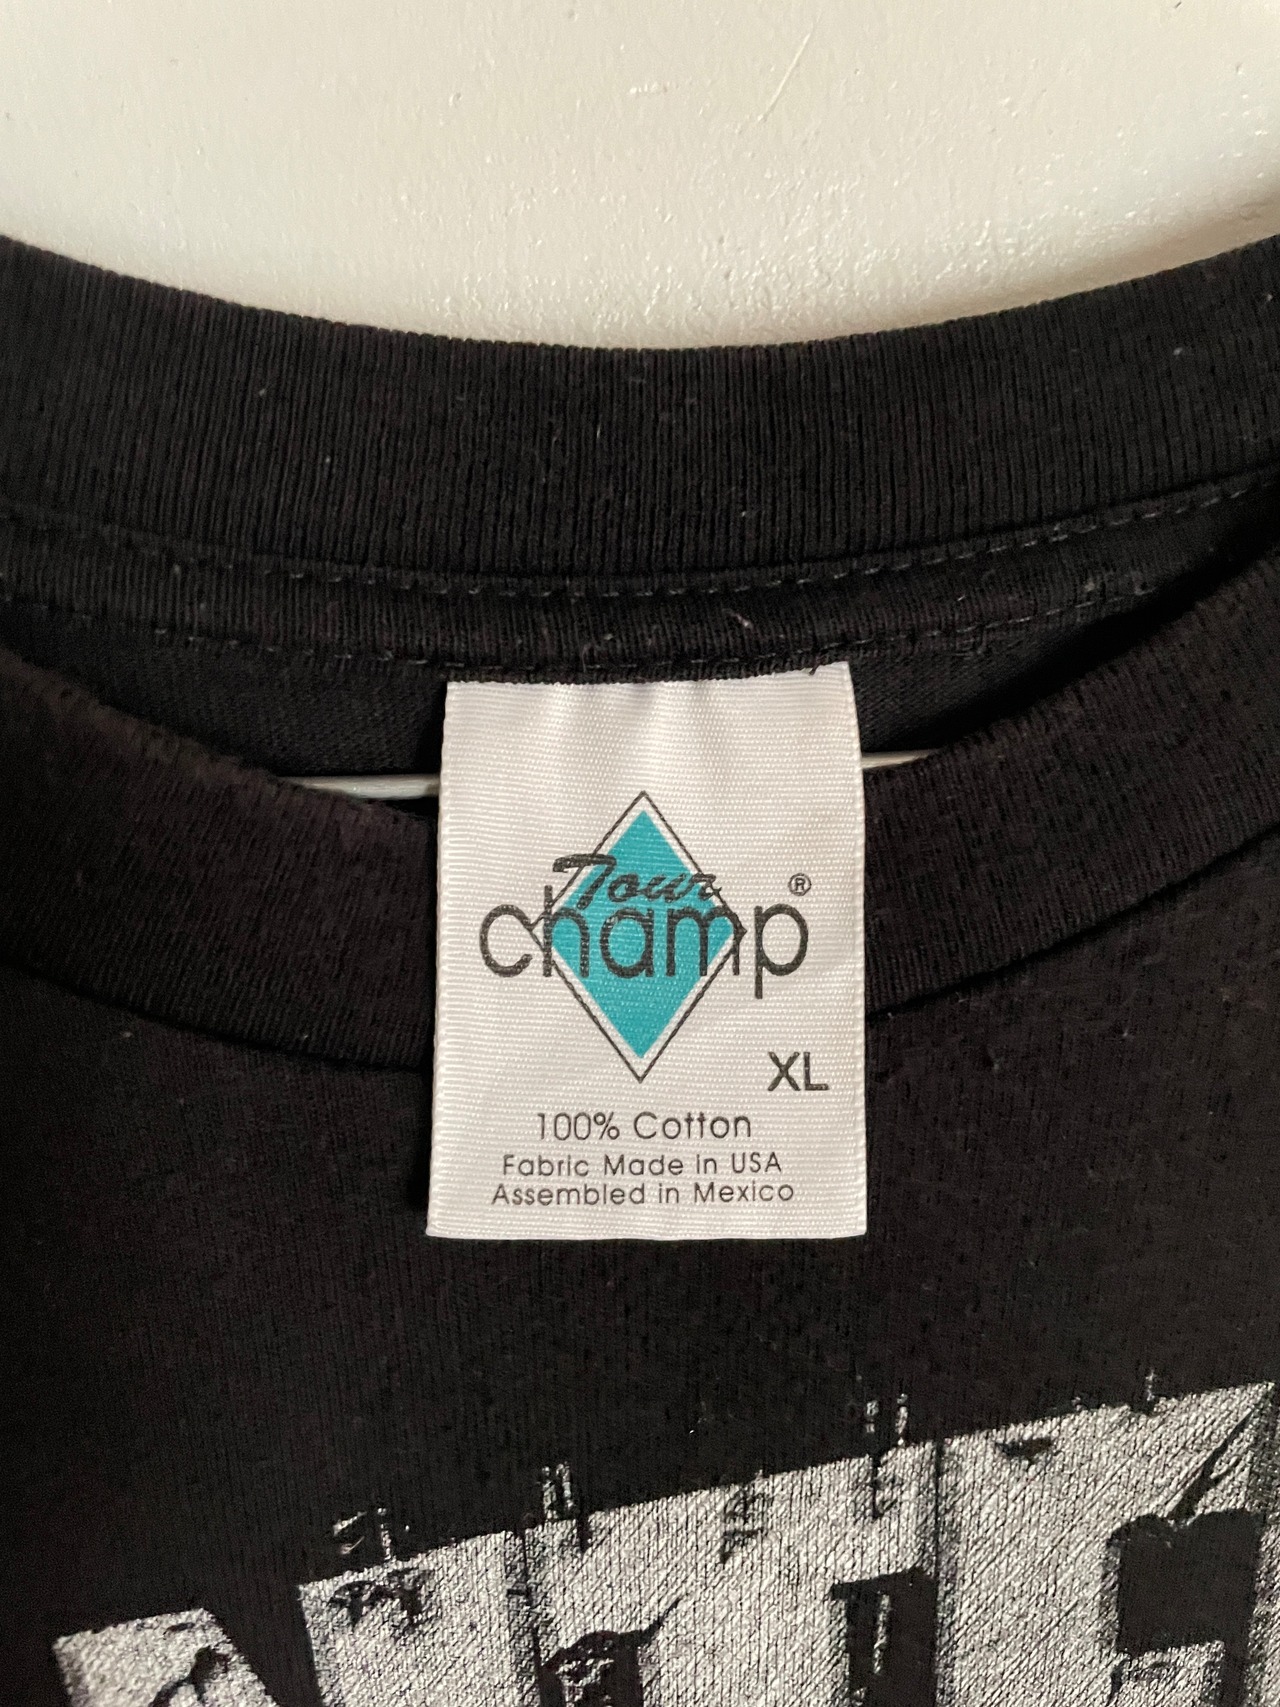 Tour
champ®
XL
100% Cotton
Fabric Made in USA
Assembled in Mexico